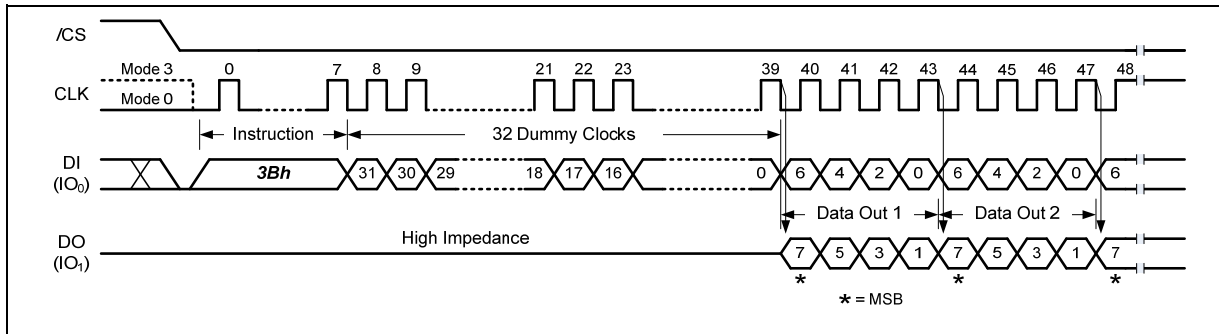 /CS
Mode 3 0 7 8 9 21 22 23 39 40 41 42 43 44 45 46 47 48
CLK Mode 0
Instruction 32 Dummy Clocks
DI (IO₀) 3Bh 31 30 29 18 17 16 0 6 4 2 0 6 4 2 0 6
Data Out 1 Data Out 2
High Impedance
DO (IO₁) 7 5 3 1 7 5 3 1 7
* * *
* = MSB